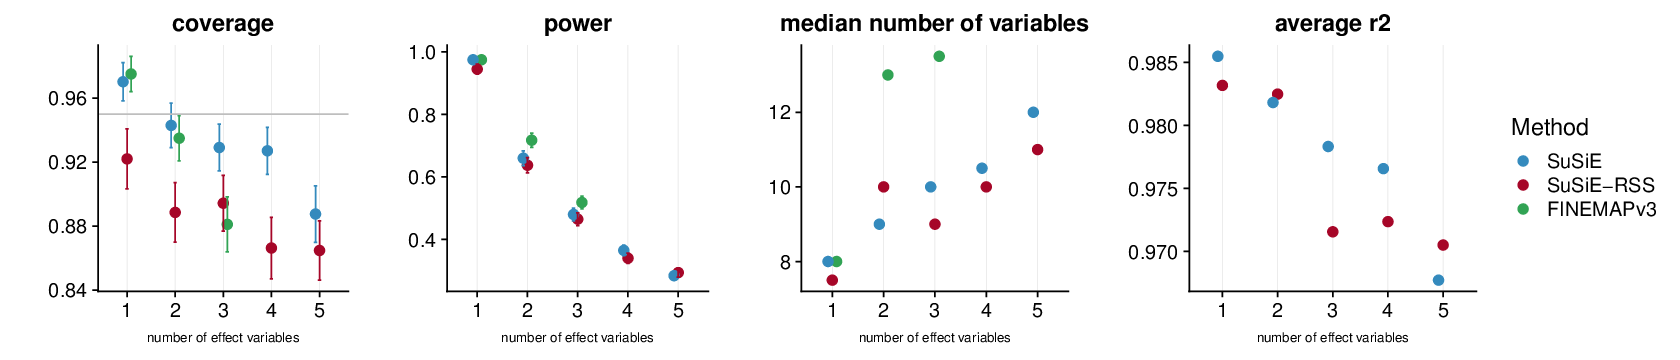 coverage
0.96
0.92
0.88
0.84
1 2 3 4 5
number of effect variables
power
1.0
0.8
0.6
0.4
1 2 3 4 5
number of effect variables
median number of variables
12
10
8
1 2 3 4 5
number of effect variables
average r2
0.985
0.980
0.975
0.970
1 2 3 4 5
number of effect variables
Method
SuSiE
SuSiE−RSS
FINEMAPv3